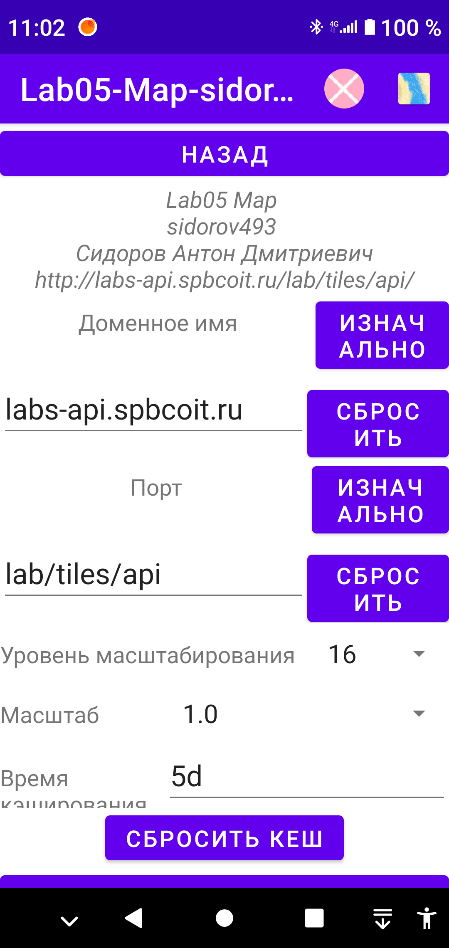 11:02
4G
100 %
Lab05-Map-sidor...
НАЗАД
Lab05 Map
sidorov493
Сидоров Антон Дмитриевич
http://labs-api.spbcoit.ru/lab/tiles/api/
Доменное имя
ИЗНАЧ
АЛЬНО
labs-api.spbcoit.ru
СБРОС
ИТЬ
Порт
ИЗНАЧ
АЛЬНО
lab/tiles/api
СБРОС
ИТЬ
Уровень масштабирования 16
Масштаб 1.0
Время
кэширования
5d
СБРОСИТЬ КЕШ